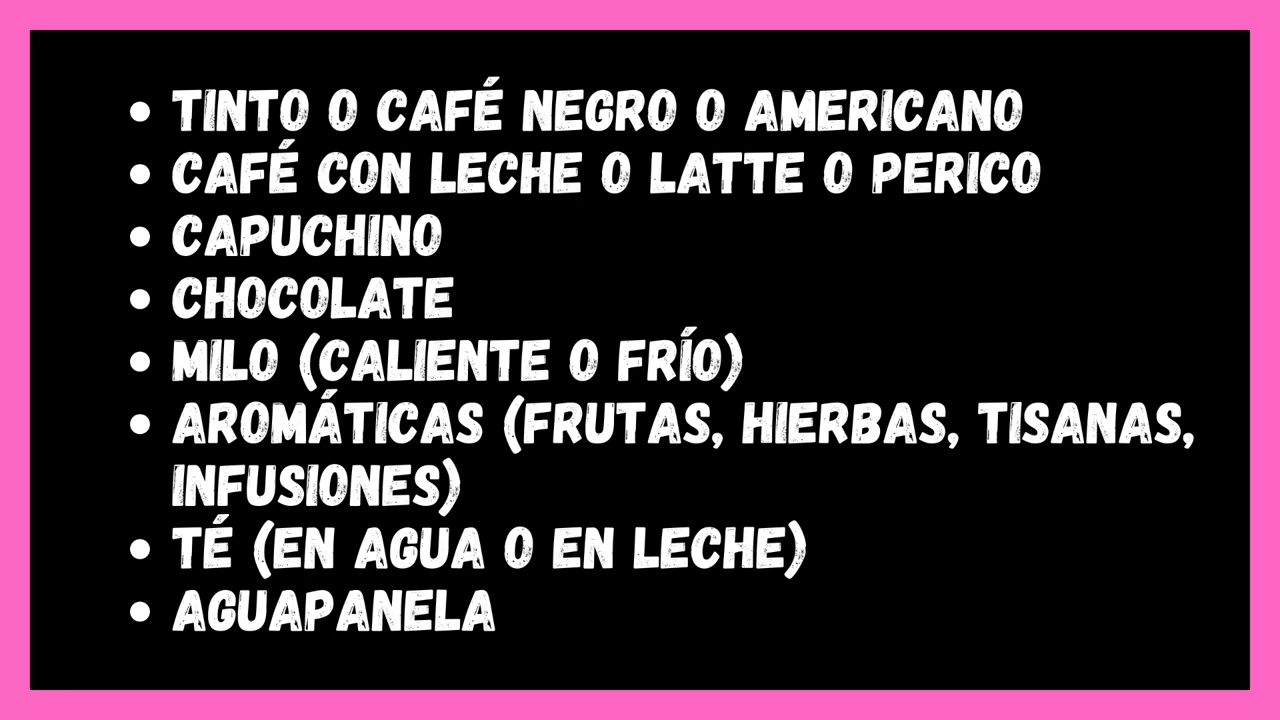 • TINTO O CAFÉ NEGRO O AMERICANO
• CAFÉ CON LECHE O LATTE O PERICO
• CAPUCHINO
• CHOCOLATE
• MILO (CALIENTE O FRÍO)
• AROMÁTICAS (FRUTAS, HIERBAS, TISANAS,
INFUSIONES)
• TÉ (EN AGUA O EN LECHE)
• AGUAPANELA